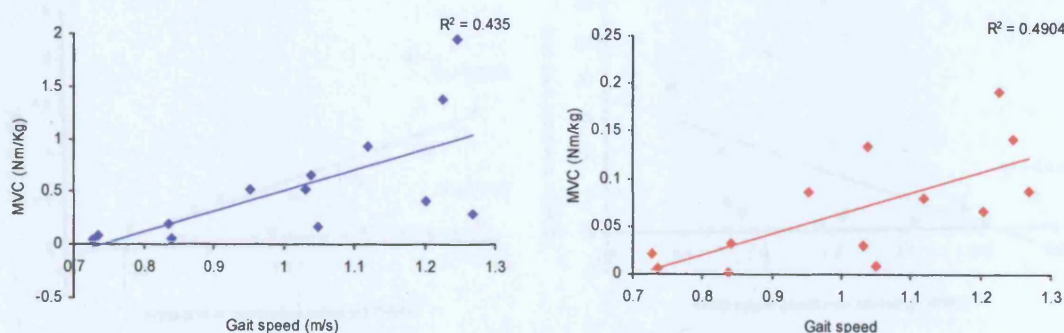 R² = 0.435
2
1.5
1
0.5
0
-0.5
MVC (Nm/Kg)
0.7 0.8 0.9 1 1.1 1.2 1.3
Gait speed (m/s)
R² = 0.4904
0.25
0.2
0.15
0.1
0.05
0
MVC (Nm/kg)
0.7 0.8 0.9 1 1.1 1.2 1.3
Gait speed